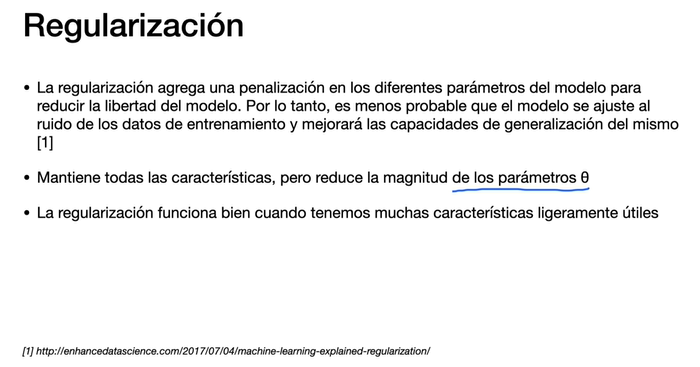 Regularización
• La regularización agrega una penalización en los diferentes parámetros del modelo para
reducir la libertad del modelo. Por lo tanto, es menos probable que el modelo se ajuste al
ruido de los datos de entrenamiento y mejorará las capacidades de generalización del mismo
[1]
• Mantiene todas las características, pero reduce la magnitud de los parámetros θ
• La regularización funciona bien cuando tenemos muchas características ligeramente útiles
[1] http://enhancedatascience.com/2017/07/04/machine-learning-explained-regularization/